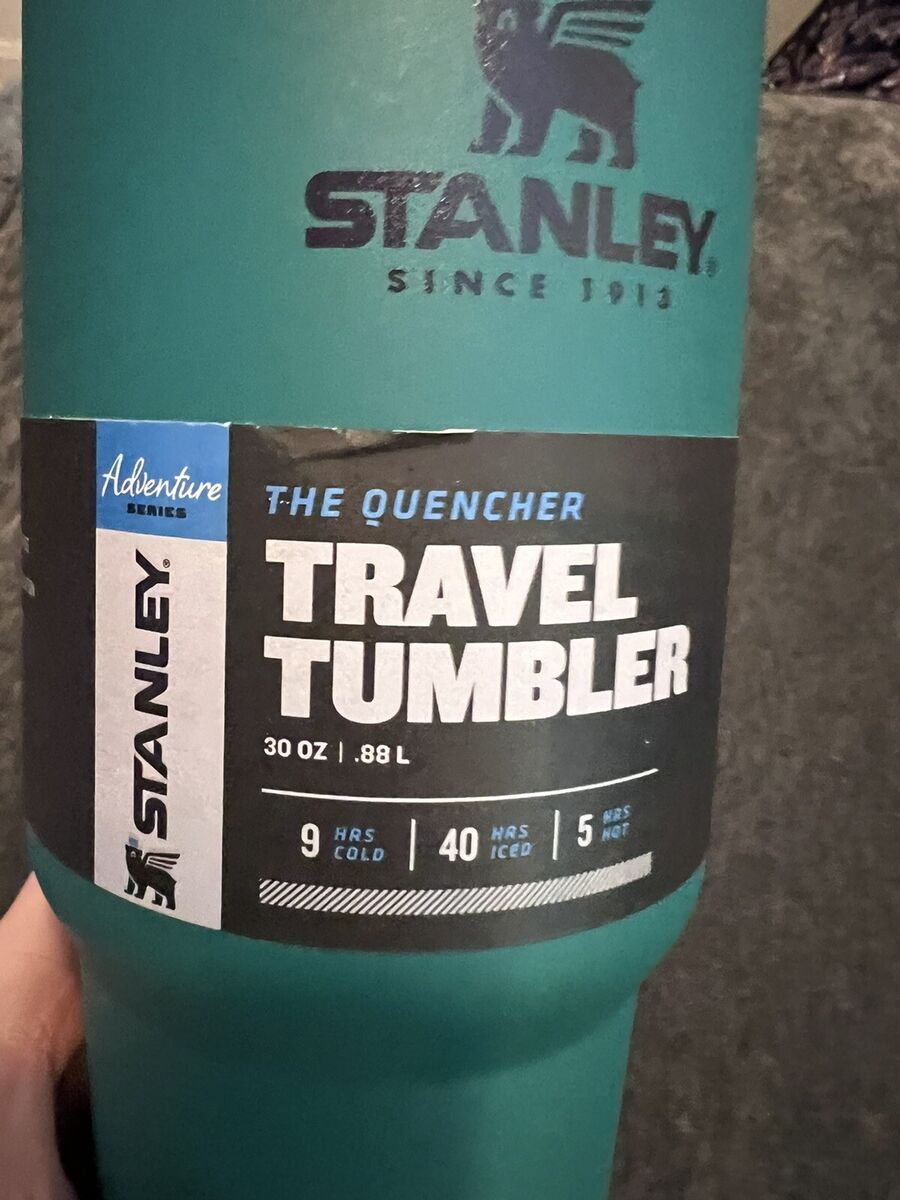 STANLEY®
SINCE 1913
Adventure
SERIES
STANLEY®
THE QUENCHER
TRAVEL
TUMBLER
30 OZ | .88 L
9 HRS COLD | 40 HRS ICED | 5 HRS HOT